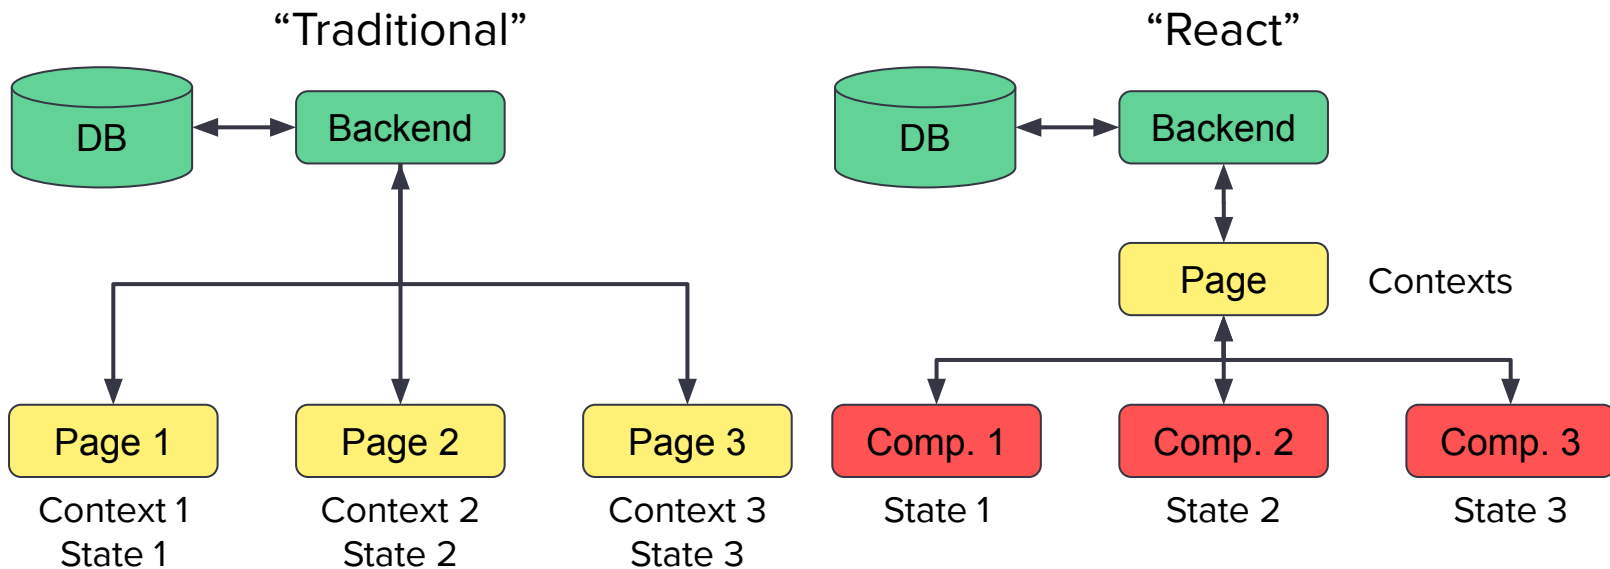 “Traditional”
DB
Backend
Page 1
Page 2
Page 3
Context 1
State 1
Context 2
State 2
Context 3
State 3
“React”
DB
Backend
Page
Contexts
Comp. 1
Comp. 2
Comp. 3
State 1
State 2
State 3